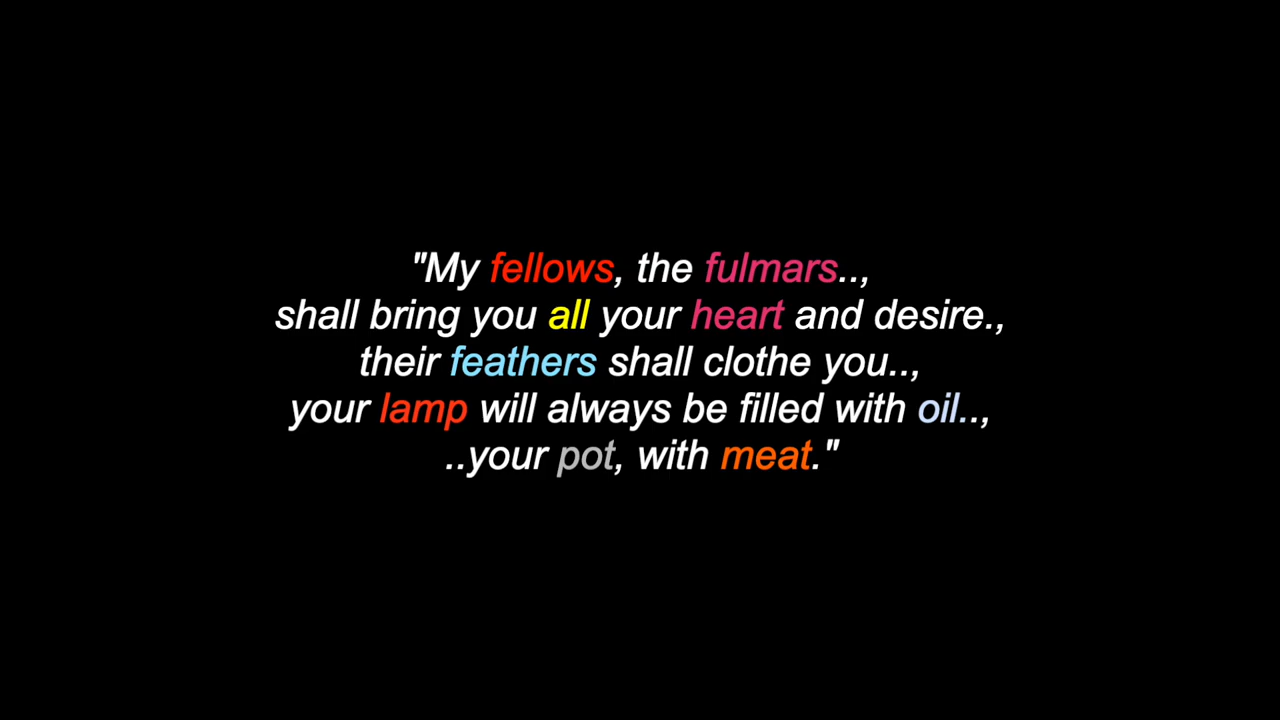 "My fellows, the fulmars..,
shall bring you all your heart and desire.,
their feathers shall clothe you..,
your lamp will always be filled with oil..,
..your pot, with meat."